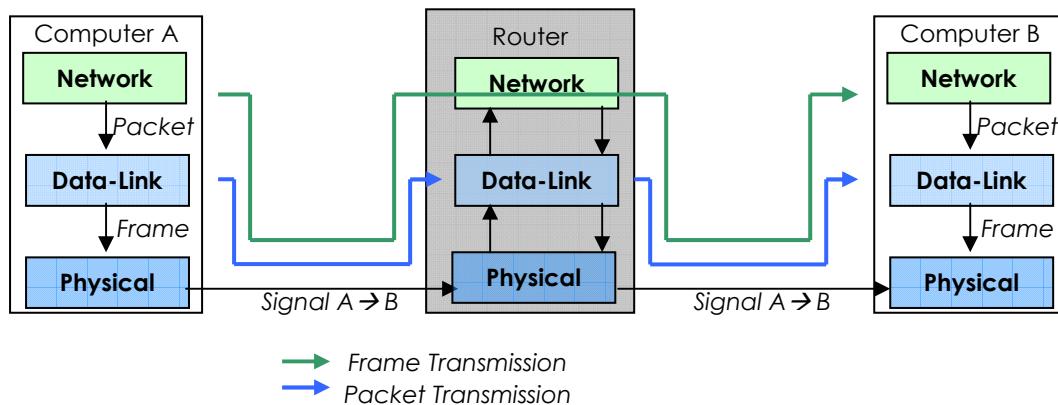 Computer A
Network
Packet
Data-Link
Frame
Physical
Signal A → B
Router
Network
Data-Link
Physical
Signal A → B
Computer B
Network
Packet
Data-Link
Frame
Physical
Frame Transmission
Packet Transmission